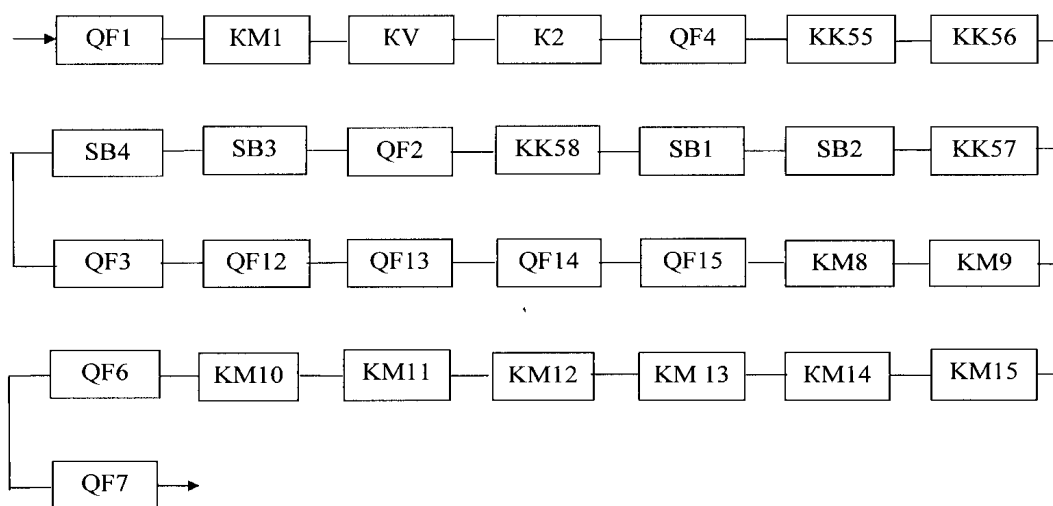 QF1 KM1 KV K2 QF4 KK55 KK56
SB4 SB3 QF2 KK58 SB1 SB2 KK57
QF3 QF12 QF13 QF14 QF15 KM8 KM9
QF6 KM10 KM11 KM12 KM 13 KM14 KM15
QF7